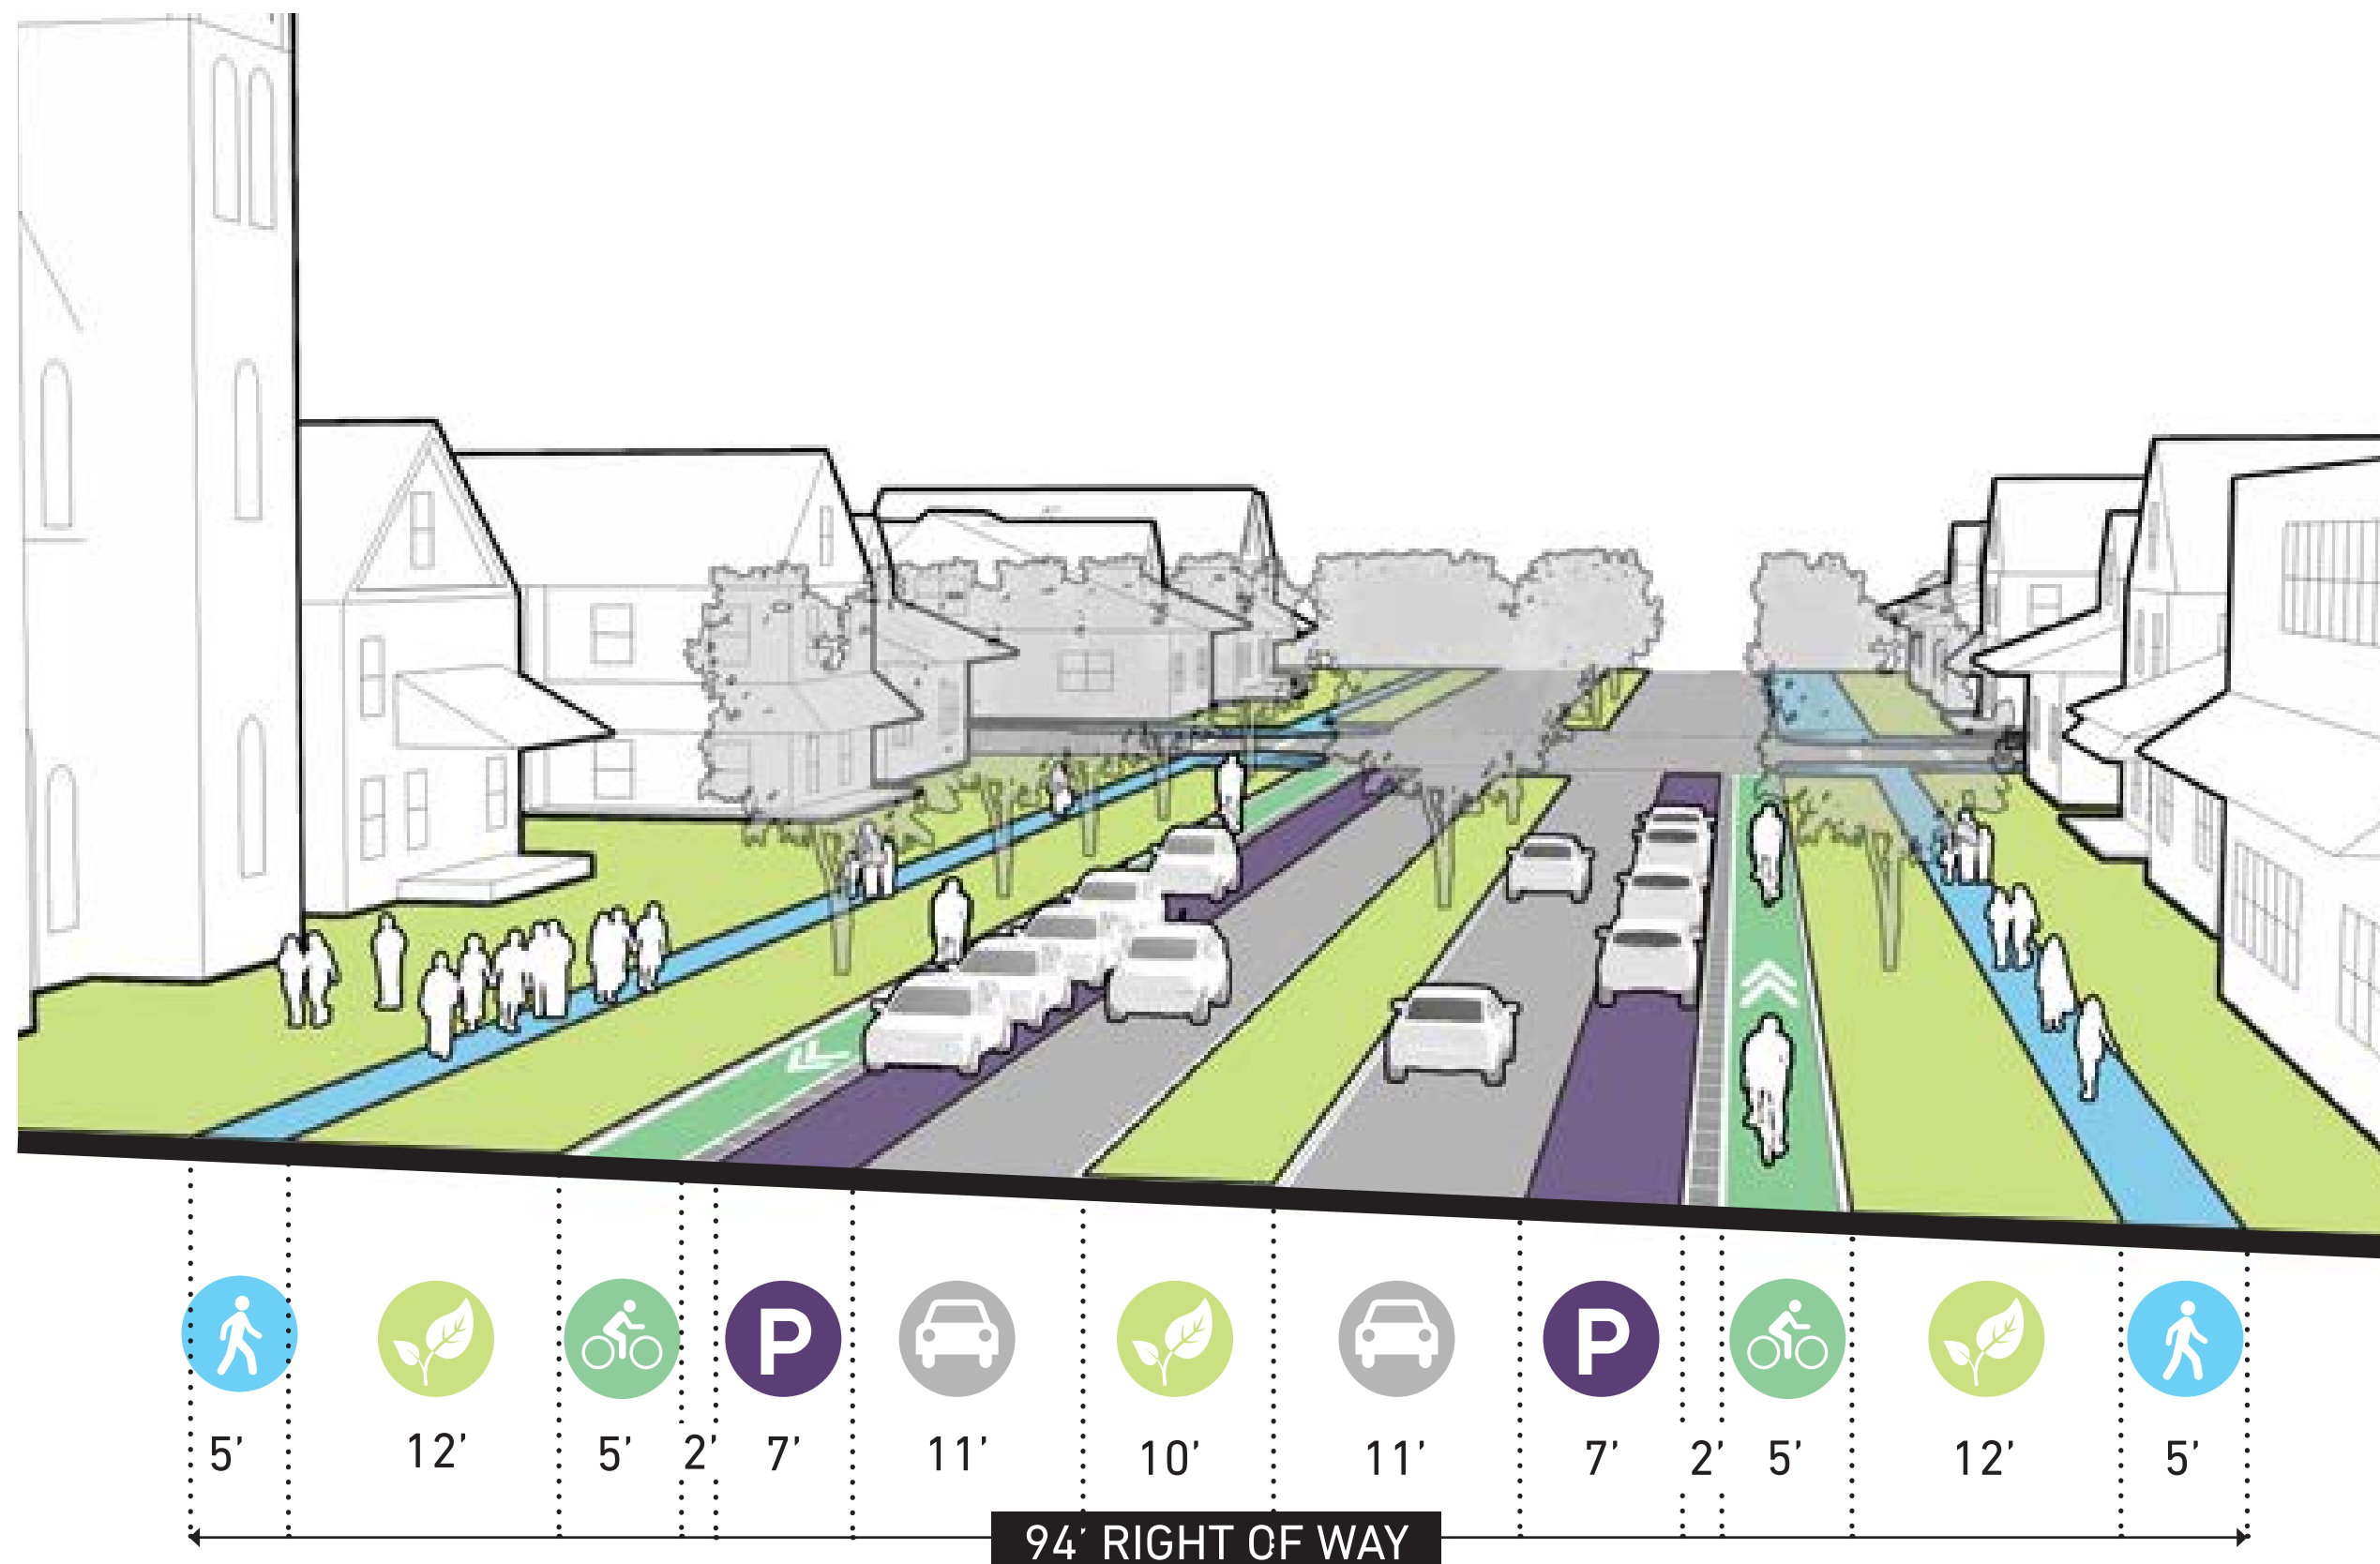 P P
5’ 12’ 5’ 2’ 7’ 11’ 10’ 11’ 7’ 2’ 5’ 12’ 5’
94’ RIGHT OF WAY